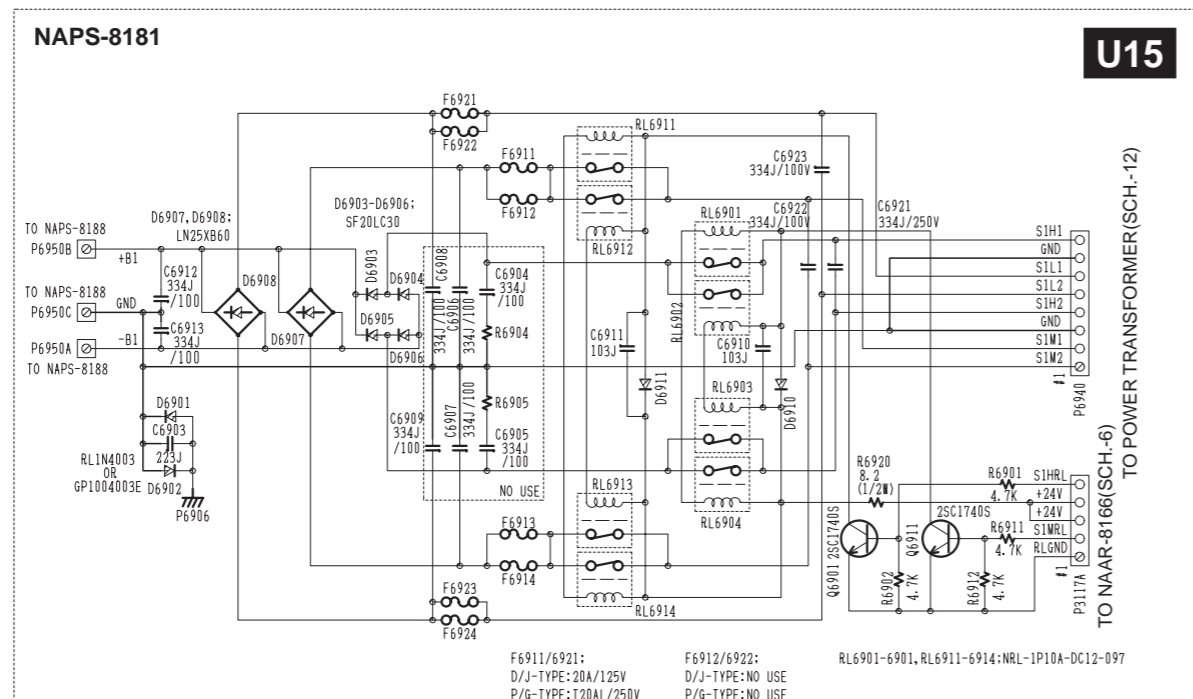 NAPS-8181
U15
F6921
F6922
RL6911
F6911
F6912
RL6912
C6923
334J/100V
C6922
334J/100V
C6921
334J/250V
D6907,D6908;
LN25XB60
D6903-D6906;
SF20LC30
TO NAPS-8188
P6950B
+B1
C6912
334J
/100
D6908
D6907
D6903
D6904
D6905
D6906
C6908
334J/100
C6906
334J/100
C6904
334J
/100
R6904
RL6901
RL6902
TO NAPS-8188
P6950C
GND
C6913
334J
/100
P6950A
-B1
TO NAPS-8188
C6911
103J
D6911
C6910
103J
D6910
RL6903
S1H1
GND
S1L1
S1L2
S1H2
GND
S1M1
S1M2
#1
P6940
TO POWER TRANSFORMER(SCH.-12)
D6901
C6903
223J
RL1N4003
OR
GP1004003E
D6902
P6906
C6909
334J
/100
C6907
334J/100
R6905
C6905
334J
/100
NO USE
RL6913
RL6904
R6920
8.2
(1/2W)
R6901
4.7K
S1HRL
+24V
+24V
S1MRL
RLGND
#1
P3117A
TO NAAR-8166(SCH.-6)
2SC1740S
R6911
4.7K
Q6901 2SC1740S
Q6911
R6902
4.7K
R6912
4.7K
F6913
F6914
F6923
F6924
RL6914
F6911/6921:
D/J-TYPE:20A/125V
P/G-TYPE:T20AL/250V
F6912/6922:
D/J-TYPE:NO USE
P/G-TYPE:NO USE
RL6901-6901,RL6911-6914:NRL-1P10A-DC12-097